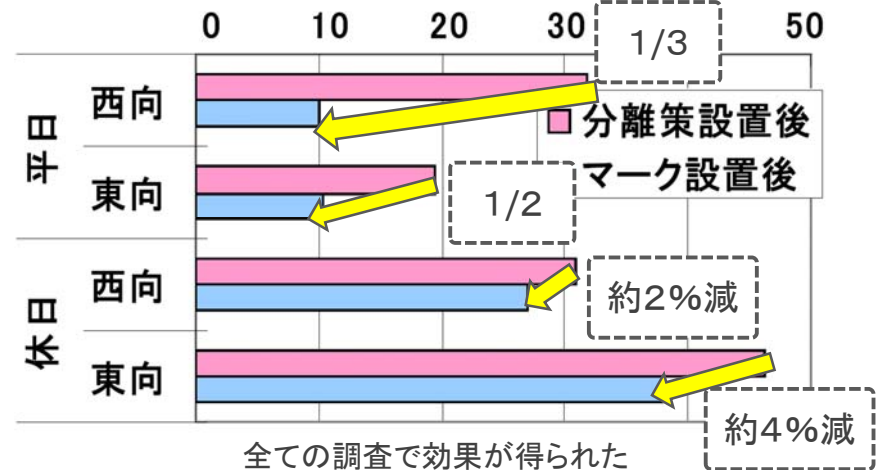 0 10 20 30 50
1/3
分離策設置後
マーク設置後
平日
西向
東向
1/2
休日
西向
約2%減
東向
約4%減
全ての調査で効果が得られた